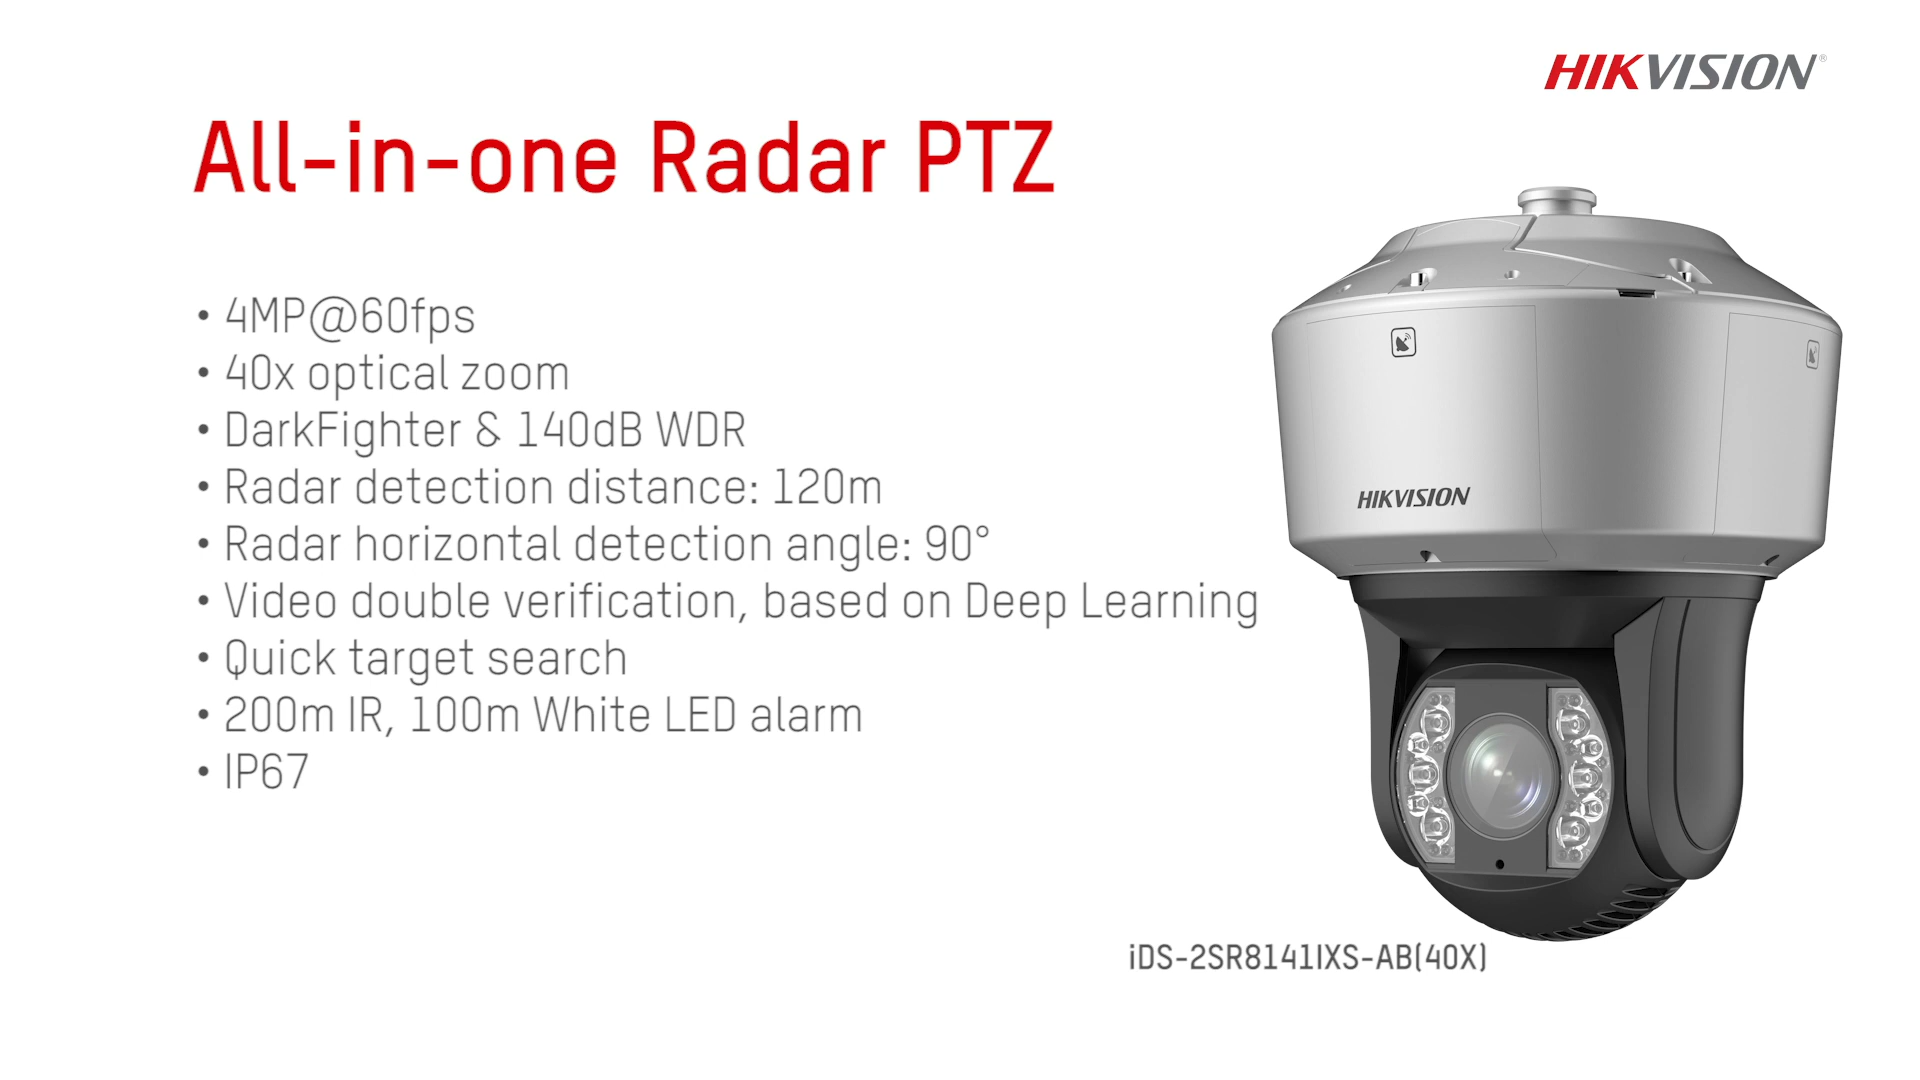 HIKVISION®
All-in-one Radar PTZ
• 4MP@60fps
• 40x optical zoom
• DarkFighter & 140dB WDR
• Radar detection distance: 120m
• Radar horizontal detection angle: 90°
• Video double verification, based on Deep Learning
• Quick target search
• 200m IR, 100m White LED alarm
• IP67
HIKVISION
iDS-2SR8141IXS-AB(40X)